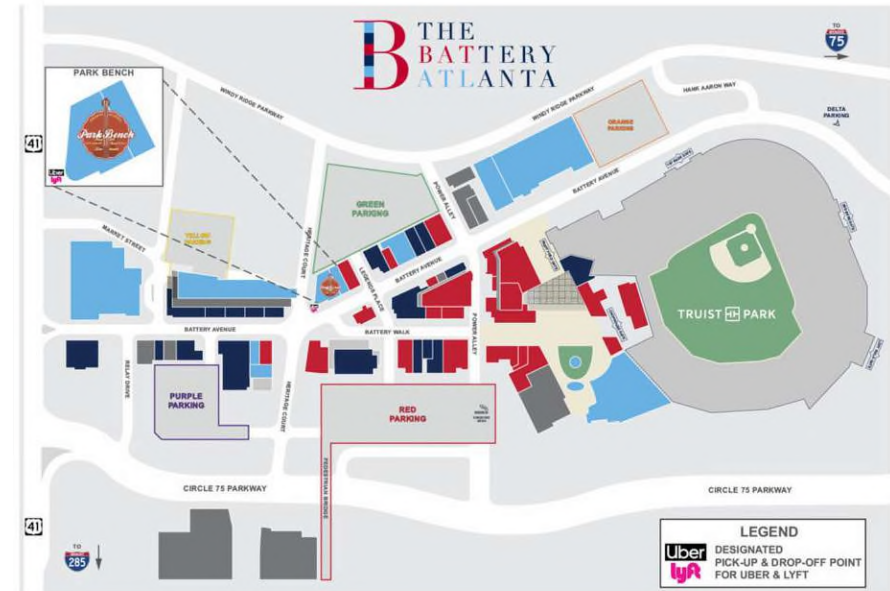 THE
BATTERY
ATLANTA
TO
75
PARK BENCH
Park Bench
41
Uber
lyft
WINDY RIDGE PARKWAY
WINDY RIDGE PARKWAY
HANK AARON WAY
DELTA
PARKING
ORANGE
PARKING
BATTERY AVENUE
POWER ALLEY
GREEN
PARKING
YELLOW
PARKING
MARKET STREET
HERITAGE COURT
LEGENDS PLACE
BATTERY AVENUE
TRUIST PARK
BATTERY AVENUE
BATTERY WALK
POWER ALLEY
RELAY DRIVE
PURPLE
PARKING
HERITAGE COURT
RED
PARKING
PEDESTRIAN BRIDGE
CIRCLE 75 PARKWAY
CIRCLE 75 PARKWAY
41
TO
285
LEGEND
Uber
lyft
DESIGNATED
PICK-UP & DROP-OFF POINT
FOR UBER & LYFT